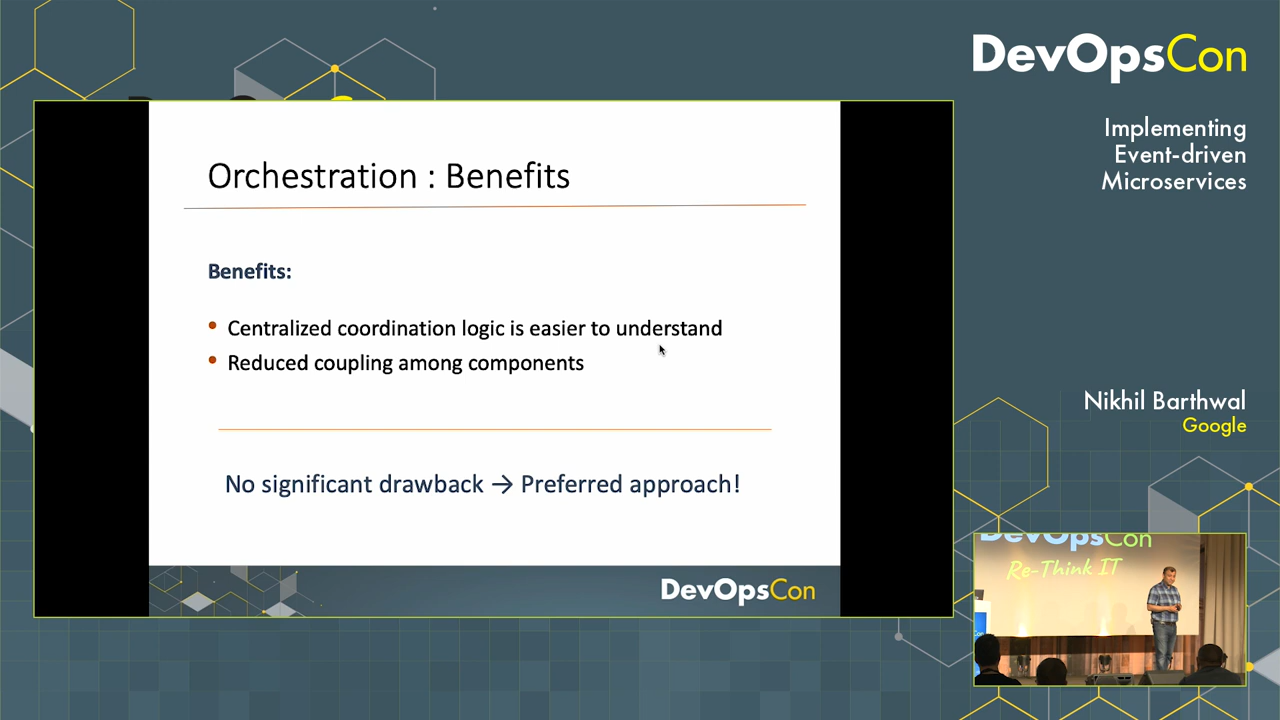 DevOpsCon
Implementing
Event-driven
Microservices
Orchestration : Benefits
Benefits:
• Centralized coordination logic is easier to understand
• Reduced coupling among components
No significant drawback → Preferred approach!
DevOpsCon
Nikhil Barthwal
Google
DevOpsCon
Re-Think IT